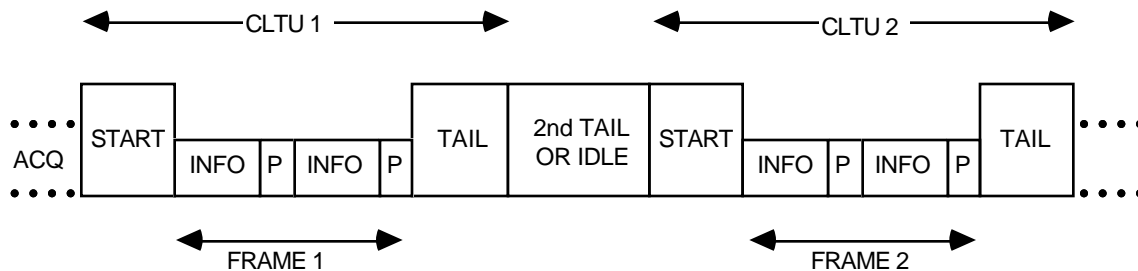 CLTU 1
CLTU 2
ACQ
START
INFO
P
INFO
P
TAIL
2nd TAIL
OR IDLE
START
INFO
P
INFO
P
TAIL
FRAME 1
FRAME 2